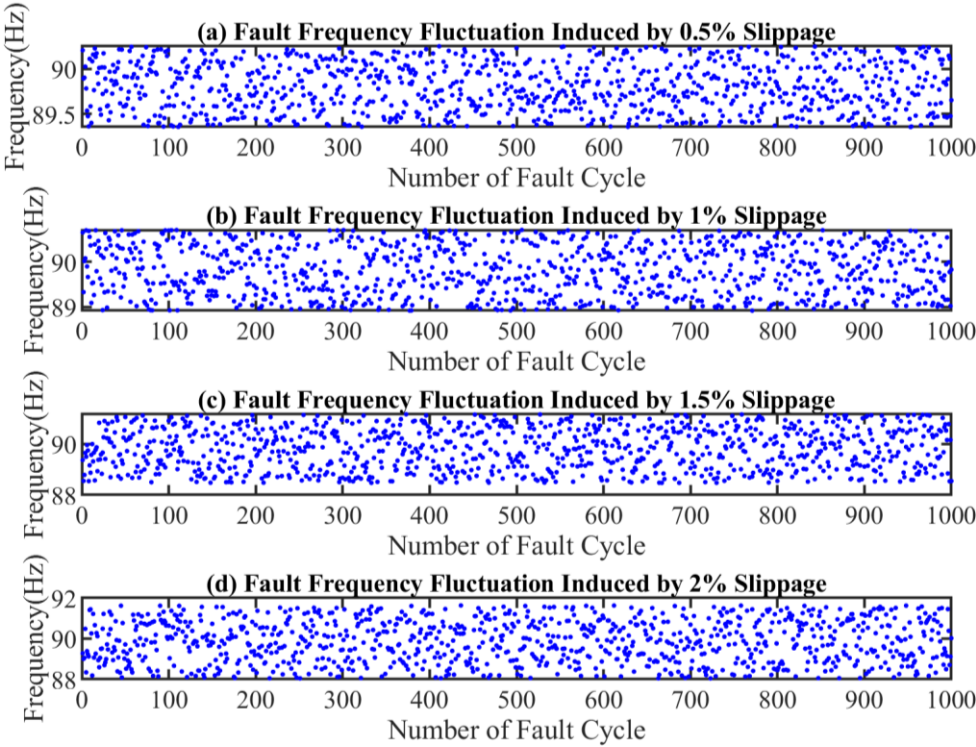 (a) Fault Frequency Fluctuation Induced by 0.5% Slippage
Frequency(Hz)
90
89.5
0 100 200 300 400 500 600 700 800 900 1000
Number of Fault Cycle
(b) Fault Frequency Fluctuation Induced by 1% Slippage
Frequency(Hz)
90
89
0 100 200 300 400 500 600 700 800 900 1000
Number of Fault Cycle
(c) Fault Frequency Fluctuation Induced by 1.5% Slippage
Frequency(Hz)
90
88
0 100 200 300 400 500 600 700 800 900 1000
Number of Fault Cycle
(d) Fault Frequency Fluctuation Induced by 2% Slippage
Frequency(Hz)
92
90
88
0 100 200 300 400 500 600 700 800 900 1000
Number of Fault Cycle